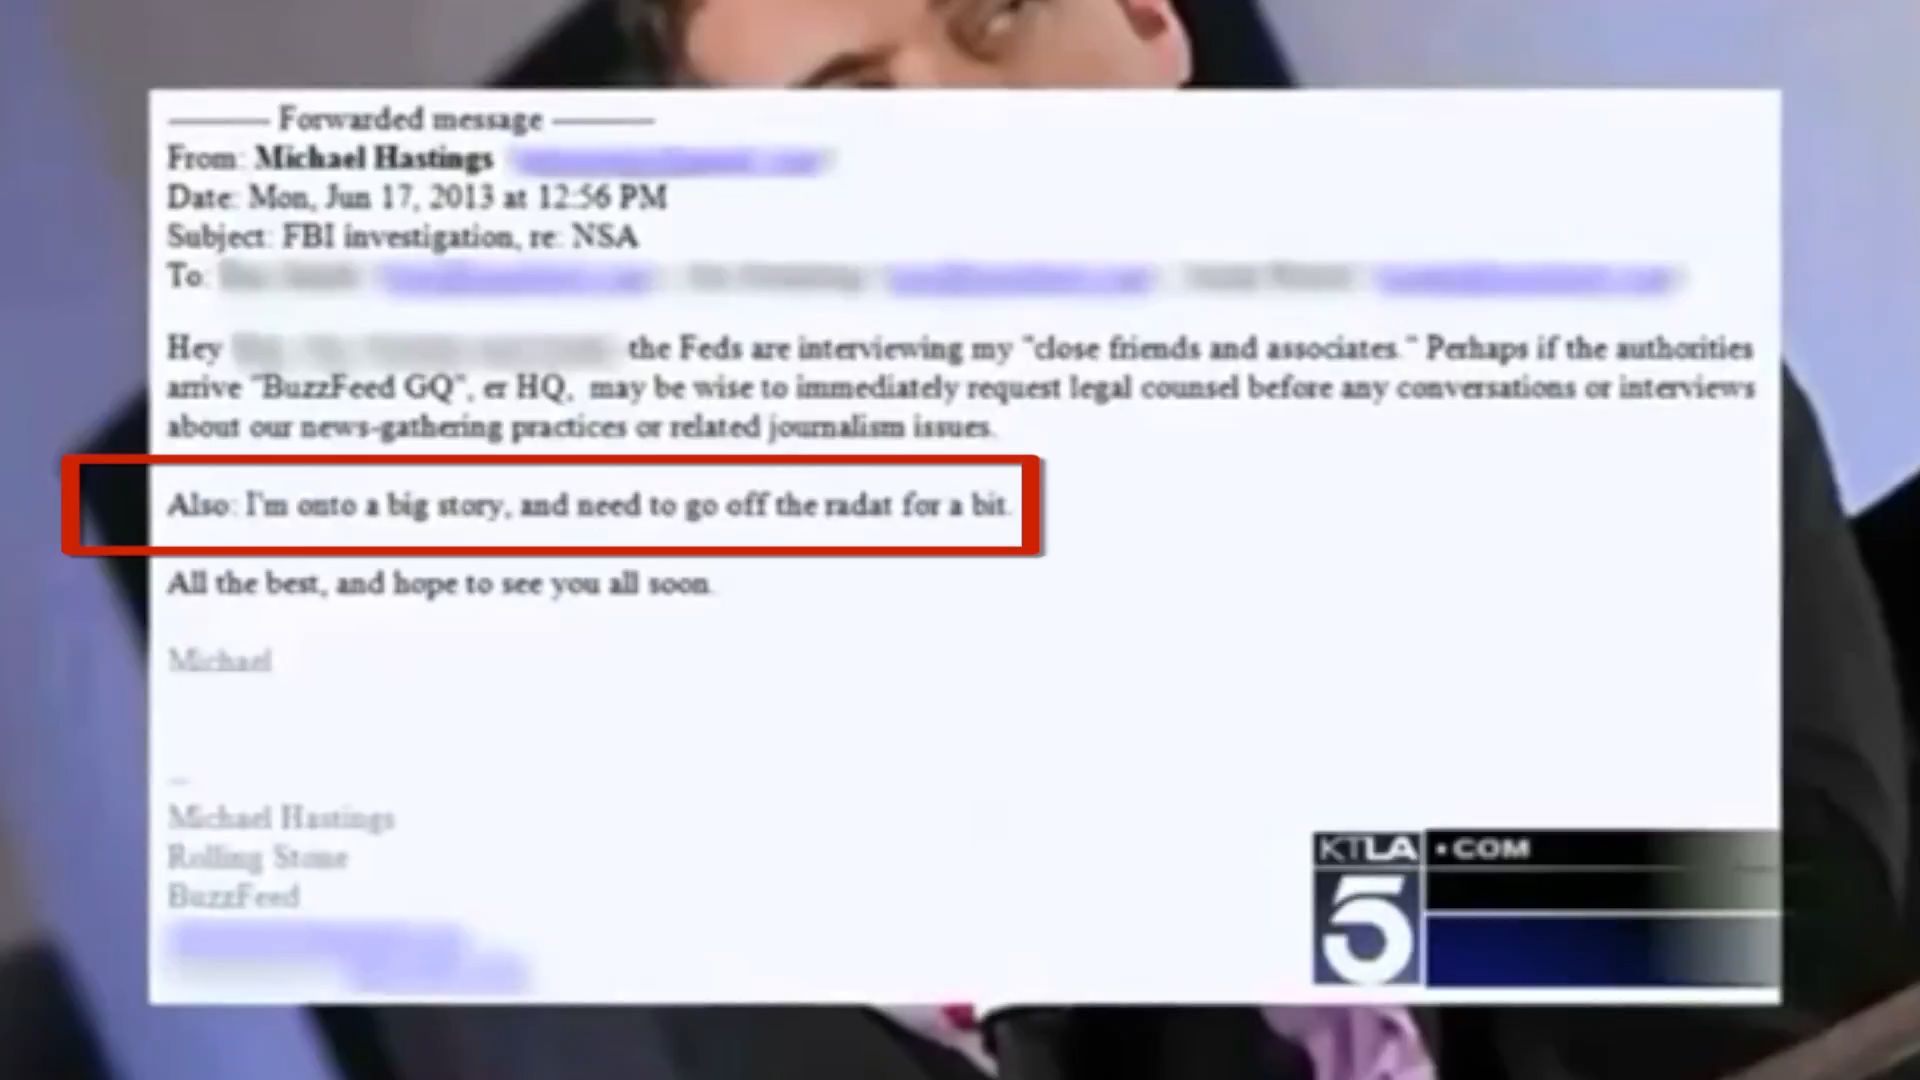 ——— Forwarded message ———
From: Michael Hastings
Date: Mon, Jun 17, 2013 at 12:56 PM
Subject: FBI investigation, re: NSA
To:
Hey the Feds are interviewing my "close friends and associates." Perhaps if the authorities
arrive "BuzzFeed GQ", er HQ, may be wise to immediately request legal counsel before any conversations or interviews
about our news-gathering practices or related journalism issues.
Also: I'm onto a big story, and need to go off the radat for a bit.
All the best, and hope to see you all soon.
Michael
--
Michael Hastings
Rolling Stone
BuzzFeed
KTLA • COM
5